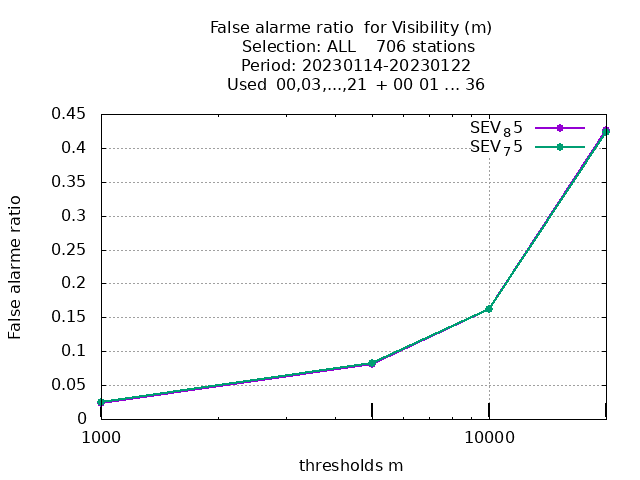 False alarme ratio  for Visibility (m)
Selection: ALL    706 stations
Period: 20230114-20230122
Used  00,03,...,21  + 00 01 ... 36
SEV₈5
SEV₇5
0.45
0.4
0.35
0.3
0.25
0.2
0.15
0.1
0.05
0
False alarme ratio
1000
10000
thresholds m